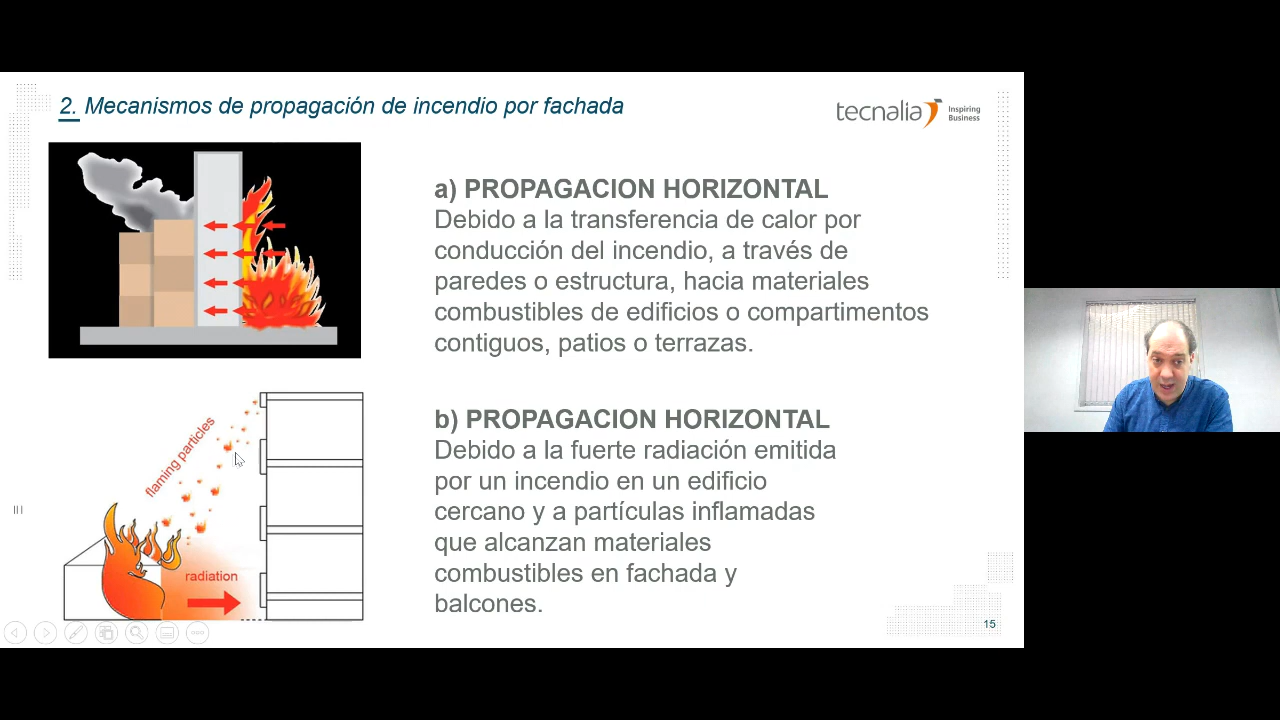 2. Mecanismos de propagación de incendio por fachada
tecnalia
Inspiring
Business
a) PROPAGACION HORIZONTAL
Debido a la transferencia de calor por
conducción del incendio, a través de
paredes o estructura, hacia materiales
combustibles de edificios o compartimentos
contiguos, patios o terrazas.
flaming particles
radiation
b) PROPAGACION HORIZONTAL
Debido a la fuerte radiación emitida
por un incendio en un edificio
cercano y a partículas inflamadas
que alcanzan materiales
combustibles en fachada y
balcones.
15